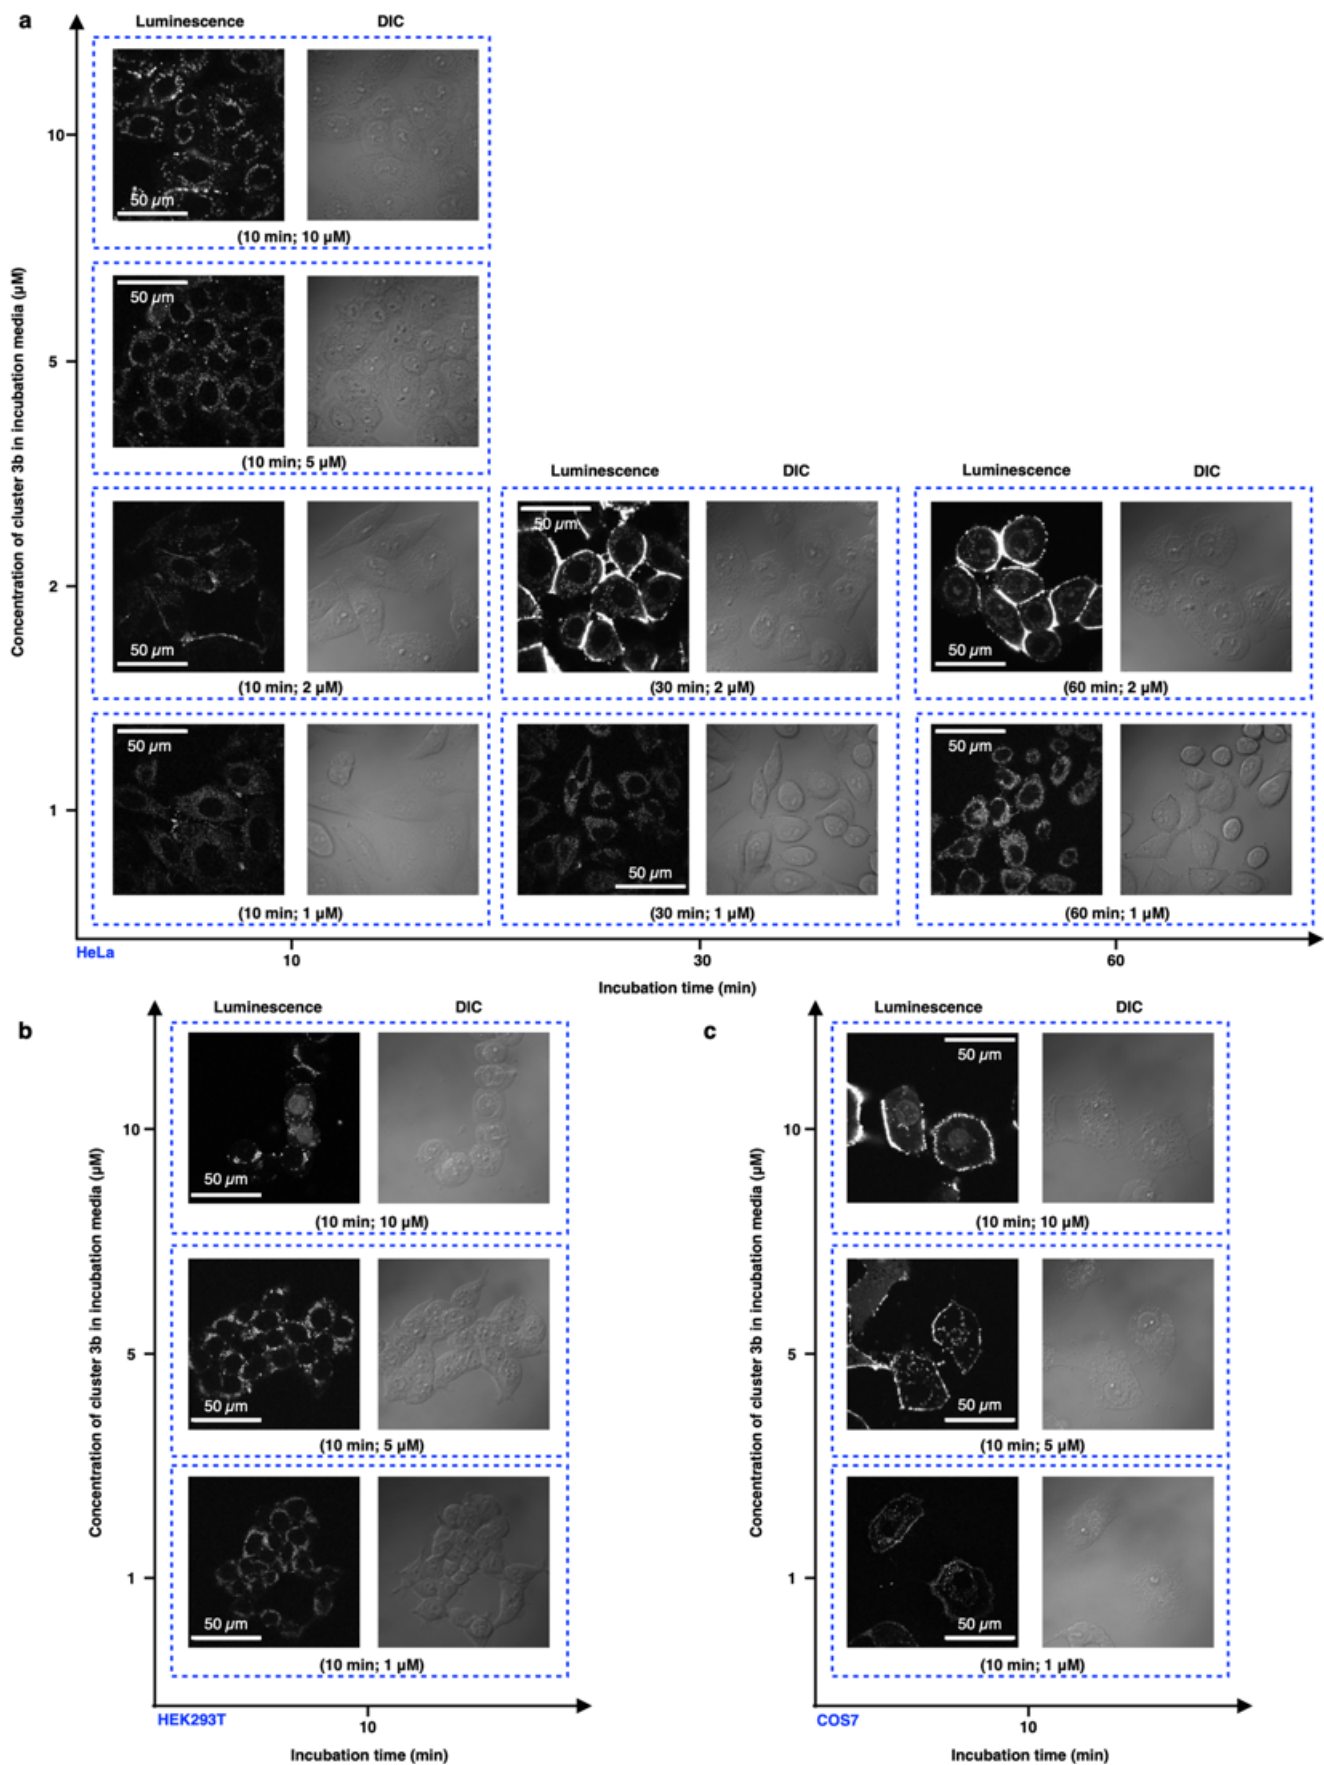 a
Luminescence DIC
10
50 µm
(10 min; 10 µM)
5
50 µm
(10 min; 5 µM)
Luminescence DIC Luminescence DIC
Concentration of cluster 3b in incubation media (µM)
2
50 µm 50 µm 50 µm
(10 min; 2 µM) (30 min; 2 µM) (60 min; 2 µM)
1
50 µm 50 µm 50 µm
(10 min; 1 µM) (30 min; 1 µM) (60 min; 1 µM)
HeLa
10 30 60
Incubation time (min)
b
Luminescence DIC
10
50 µm
(10 min; 10 µM)
Concentration of cluster 3b in incubation media (µM)
5
50 µm
(10 min; 5 µM)
1
50 µm
(10 min; 1 µM)
HEK293T
10
Incubation time (min)
c
Luminescence DIC
10
50 µm
(10 min; 10 µM)
Concentration of cluster 3b in incubation media (µM)
5
50 µm
(10 min; 5 µM)
1
50 µm
(10 min; 1 µM)
COS7
10
Incubation time (min)